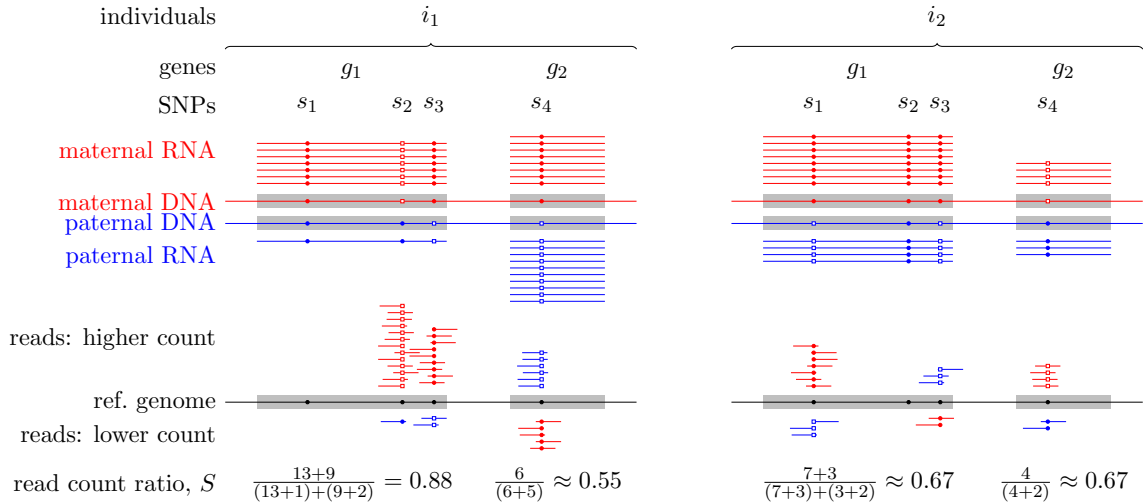 individuals i₁ i₂
genes g₁ g₂ g₁ g₂
SNPs s₁ s₂ s₃ s₄ s₁ s₂ s₃ s₄
maternal RNA
maternal DNA
paternal DNA
paternal RNA
reads: higher count
ref. genome
reads: lower count
read count ratio, S 13+9/(13+1)+(9+2) = 0.88 6/(6+5) ≈ 0.55 7+3/(7+3)+(3+2) ≈ 0.67 4/(4+2) ≈ 0.67